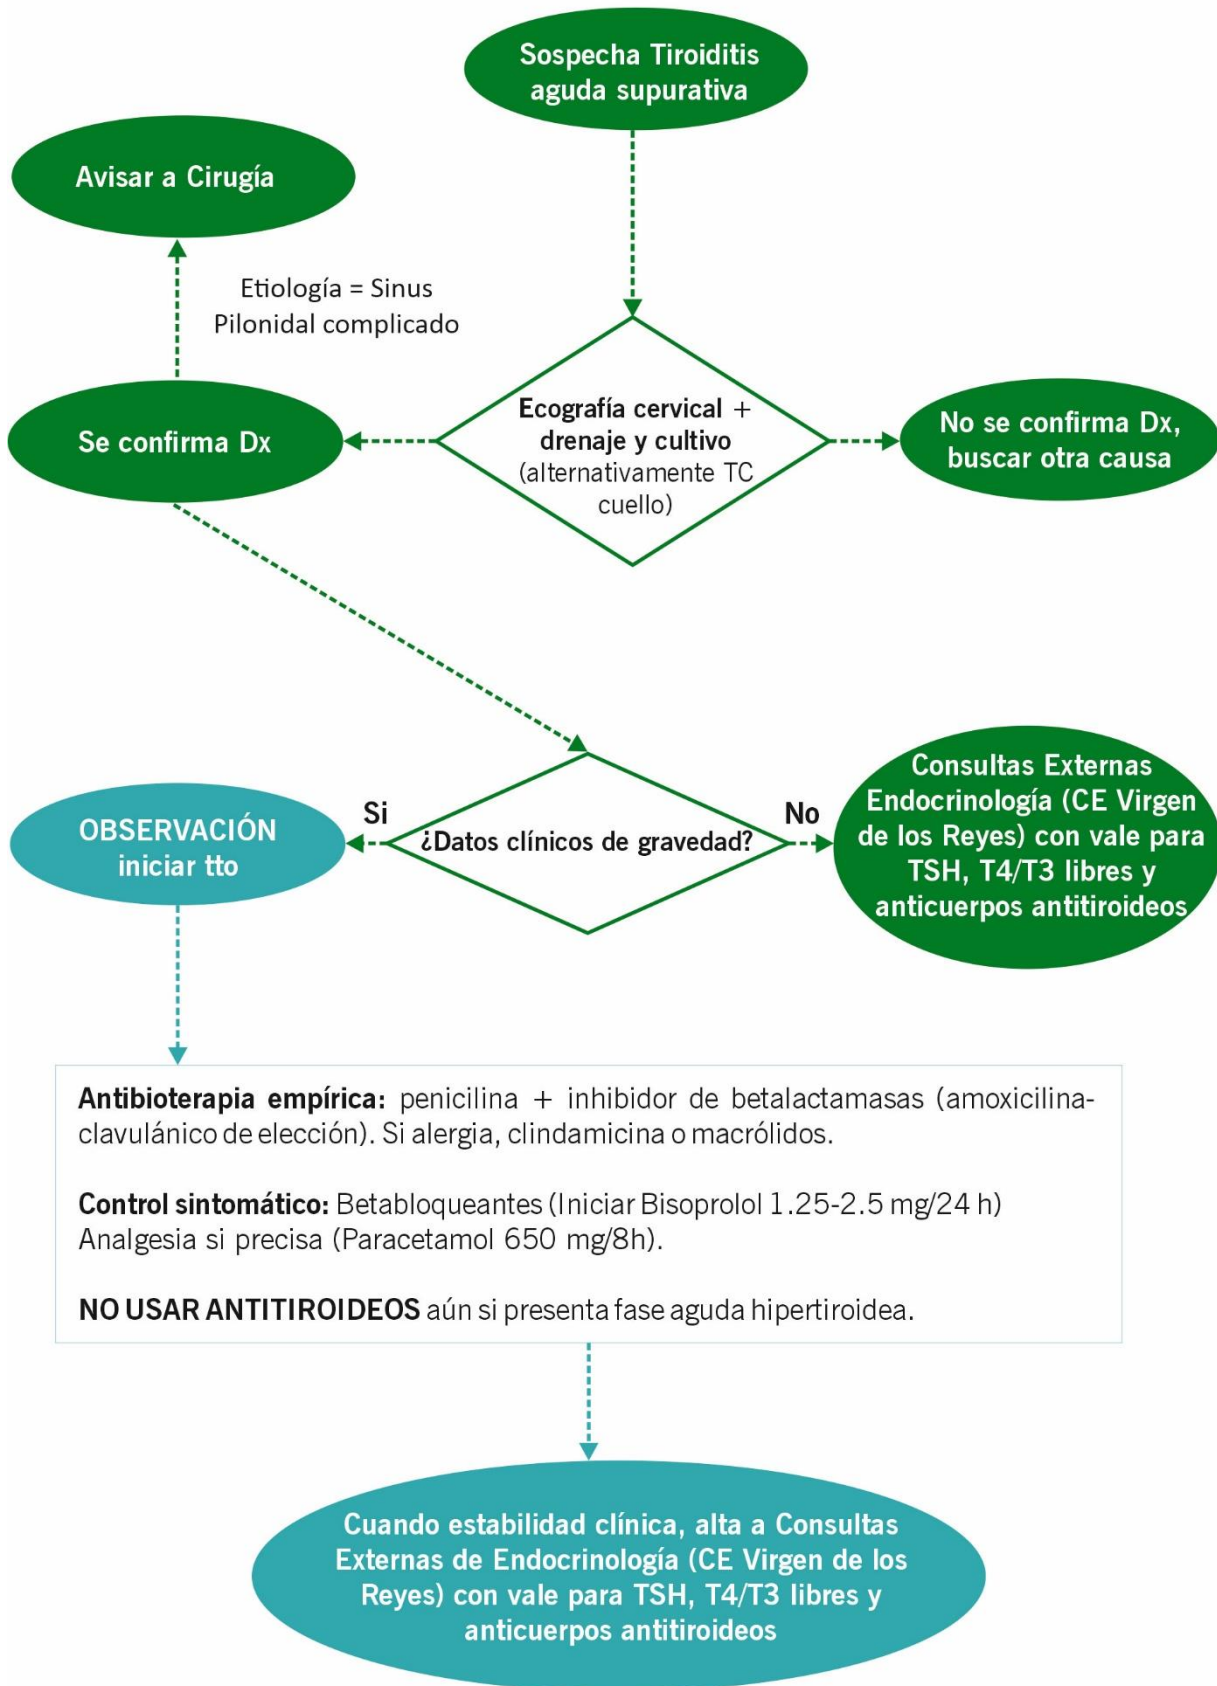 Sospecha Tiroiditis
aguda supurativa
Avisar a Cirugía
Etiología = Sinus
Pilonidal complicado
Se confirma Dx
Ecografía cervical +
drenaje y cultivo
(alternativamente TC
cuello)
No se confirma Dx,
buscar otra causa
OBSERVACIÓN
iniciar tto
Si
¿Datos clínicos de gravedad?
No
Consultas Externas
Endocrinología (CE Virgen
de los Reyes) con vale para
TSH, T4/T3 libres y
anticuerpos antitiroideos
Antibioterapia empírica: penicilina + inhibidor de betalactamasas (amoxicilina-
clavulánico de elección). Si alergia, clindamicina o macrólidos.
Control sintomático: Betabloqueantes (Iniciar Bisoprolol 1.25-2.5 mg/24 h)
Analgesia si precisa (Paracetamol 650 mg/8h).
NO USAR ANTITIROIDEOS aún si presenta fase aguda hipertiroidea.
Cuando estabilidad clínica, alta a Consultas
Externas de Endocrinología (CE Virgen de los
Reyes) con vale para TSH, T4/T3 libres y
anticuerpos antitiroideos